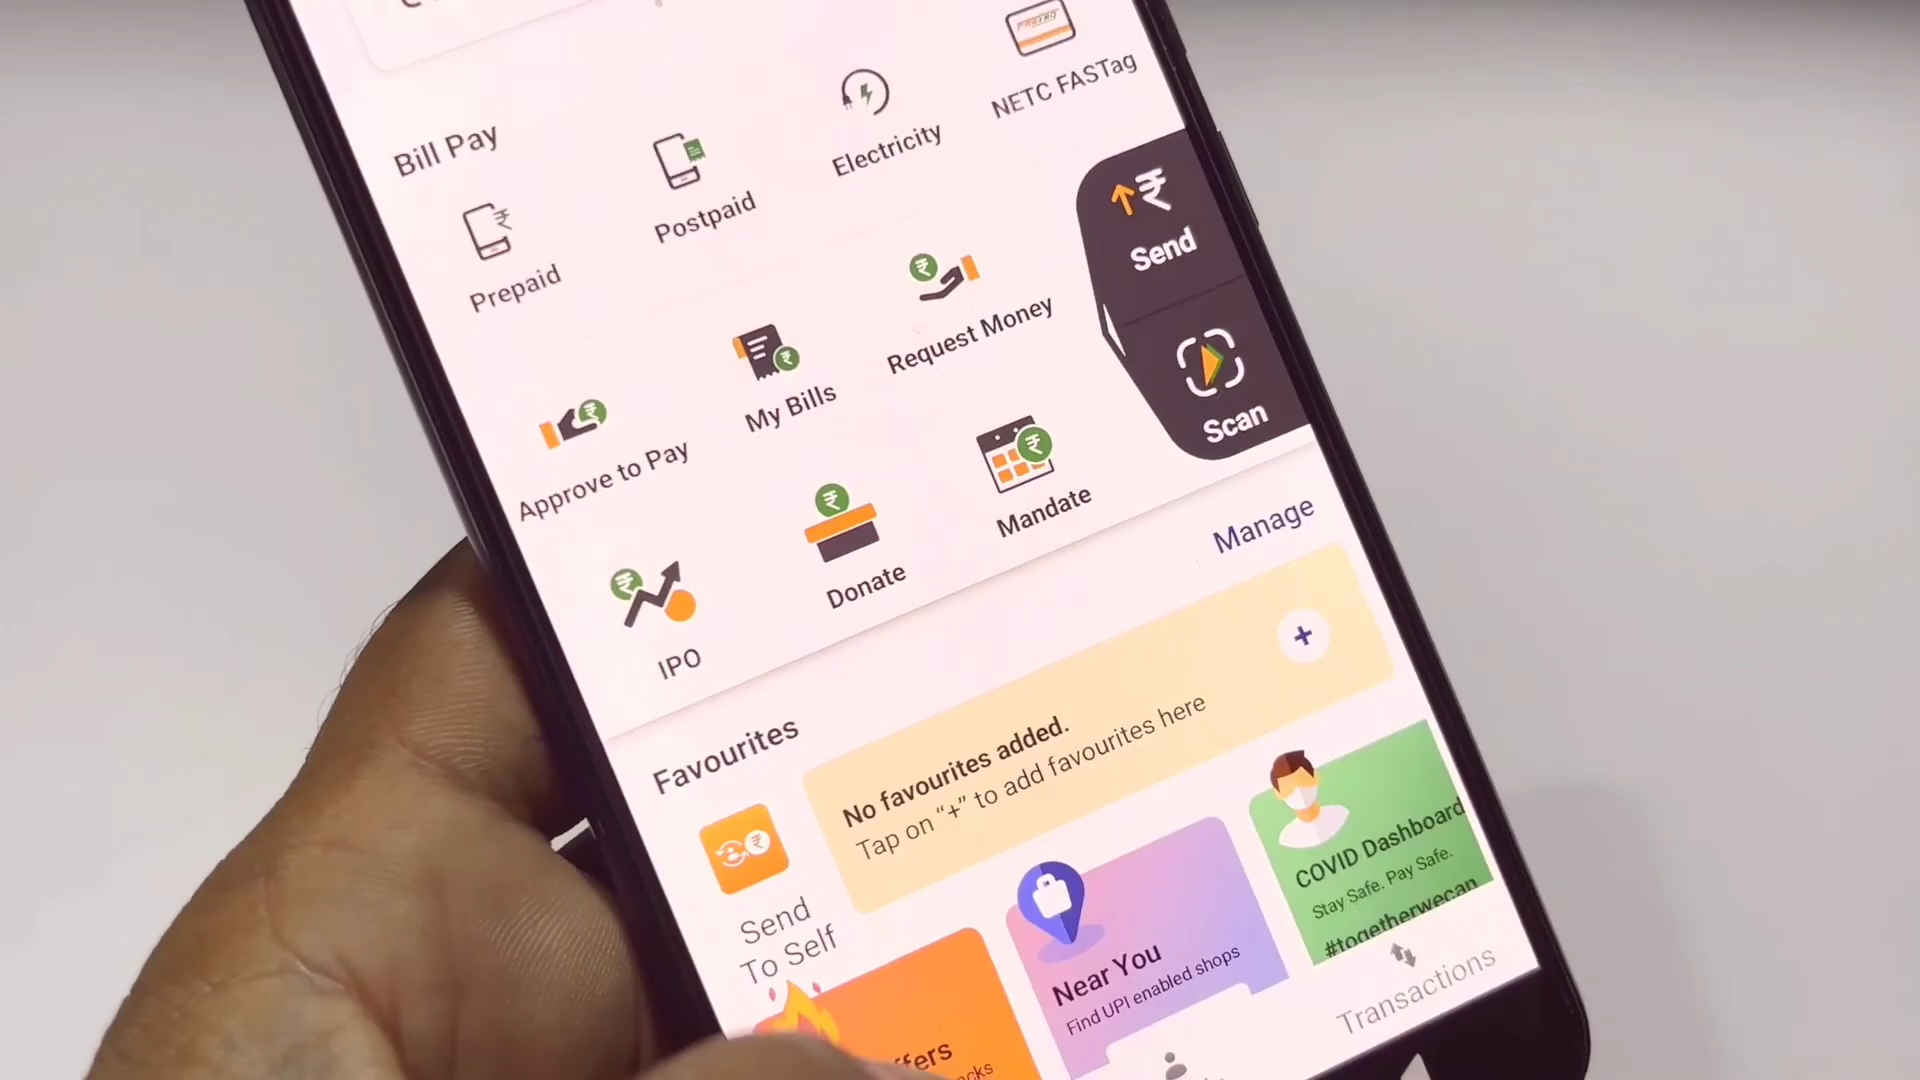 Bill Pay
Prepaid
Postpaid
Electricity
NETC FASTag
Approve to Pay
My Bills
Request Money
Send
IPO
Donate
Mandate
Scan
Favourites
Manage
Send
To Self
No favourites added.
Tap on “+” to add favourites here
Near You
Find UPI enabled shops
COVID Dashboard
Stay Safe. Pay Safe.
#togetherwecan
Transactions